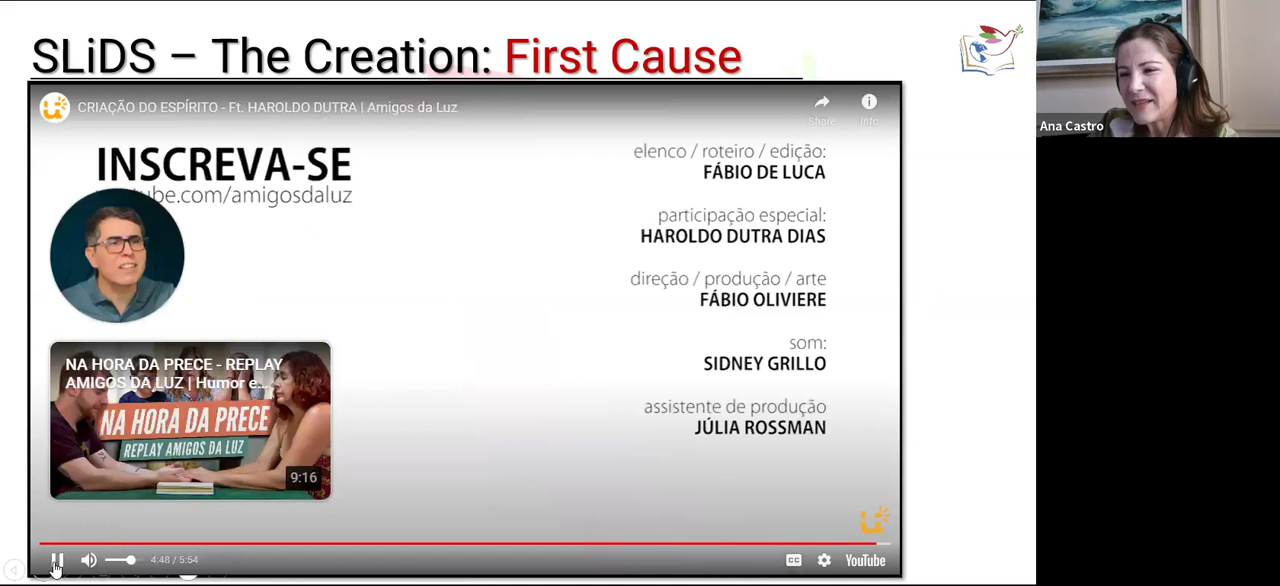 SLiDS – The Creation: First Cause
CRIAÇÃO DO ESPÍRITO - Ft. HAROLDO DUTRA | Amigos da Luz
Share
Info
INSCREVA-SE
be.com/amigosdaluz
elenco / roteiro / edição:
FÁBIO DE LUCA
participação especial:
HAROLDO DUTRA DIAS
direção / produção / arte
FÁBIO OLIVIERE
som:
SIDNEY GRILLO
assistente de produção
JÚLIA ROSSMAN
NA HORA DA PRECE - REPLAY
AMIGOS DA LUZ | Humor e...
NA HORA DA PRECE
REPLAY AMIGOS DA LUZ
9:16
4:48 / 5:54
CC
YouTube
Ana Castro